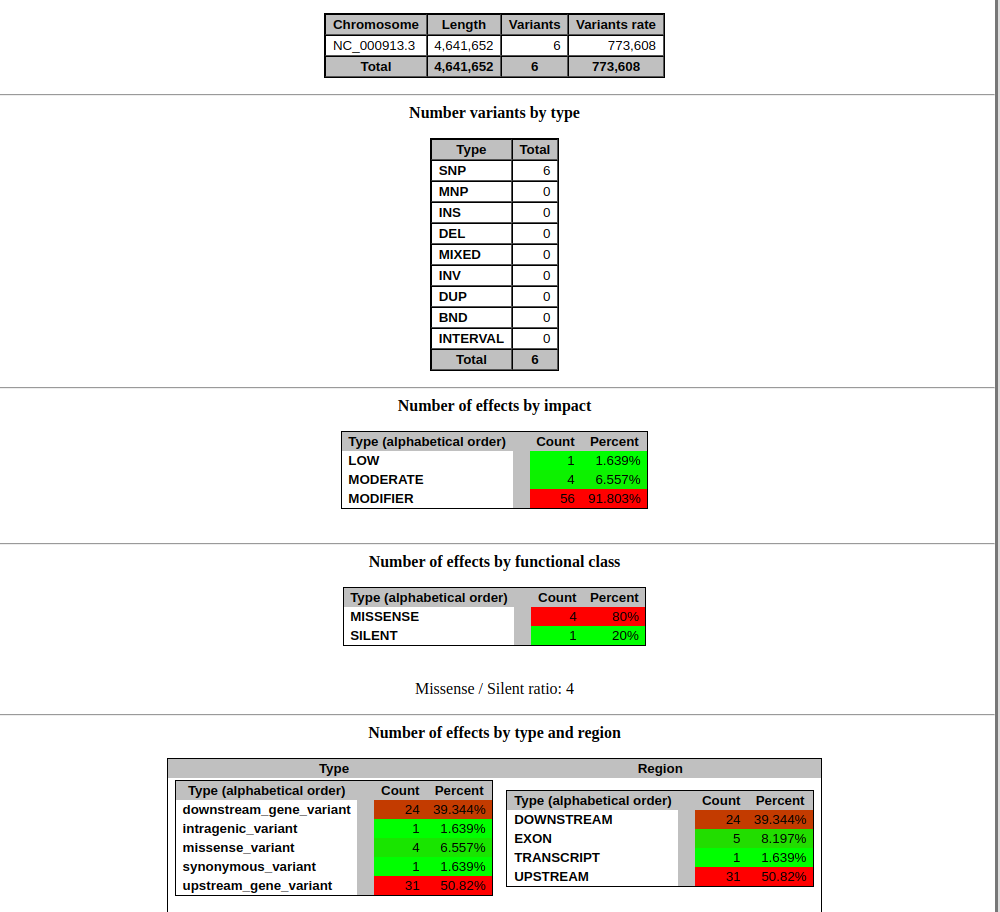 Chromosome Length Variants Variants rate
NC_000913.3 4,641,652 6 773,608
Total 4,641,652 6 773,608
Number variants by type
Type Total
SNP 6
MNP 0
INS 0
DEL 0
MIXED 0
INV 0
DUP 0
BND 0
INTERVAL 0
Total 6
Number of effects by impact
Type (alphabetical order) Count Percent
LOW 1 1.639%
MODERATE 4 6.557%
MODIFIER 56 91.803%
Number of effects by functional class
Type (alphabetical order) Count Percent
MISSENSE 4 80%
SILENT 1 20%
Missense / Silent ratio: 4
Number of effects by type and region
Type Region
Type (alphabetical order) Count Percent
downstream_gene_variant 24 39.344%
intragenic_variant 1 1.639%
missense_variant 4 6.557%
synonymous_variant 1 1.639%
upstream_gene_variant 31 50.82%
Type (alphabetical order) Count Percent
DOWNSTREAM 24 39.344%
EXON 5 8.197%
TRANSCRIPT 1 1.639%
UPSTREAM 31 50.82%